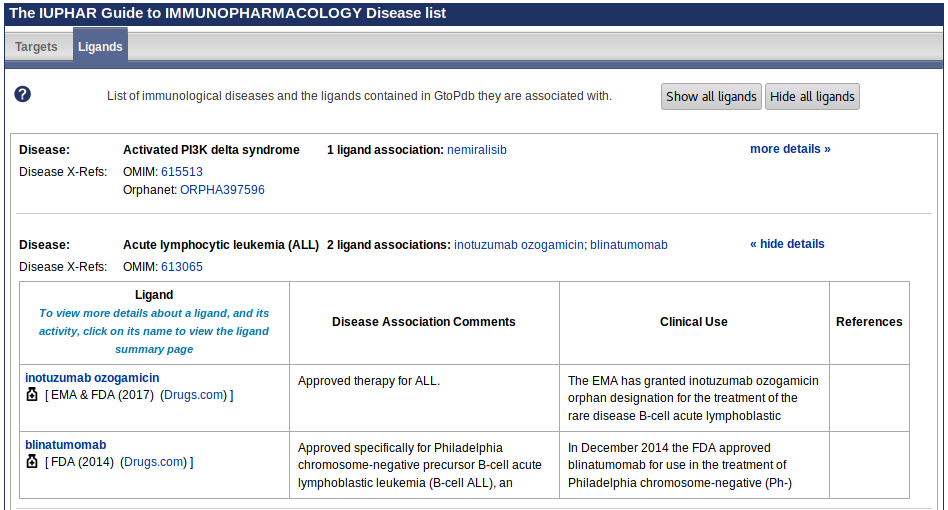 The IUPHAR Guide to IMMUNOPHARMACOLOGY Disease list
Targets
Ligands
?
List of immunological diseases and the ligands contained in GtoPdb they are associated with.
Show all ligands
Hide all ligands
Disease: Activated PI3K delta syndrome 1 ligand association: nemiralisib more details »
Disease X-Refs: OMIM: 615513
Orphanet: ORPHA397596
Disease: Acute lymphocytic leukemia (ALL) 2 ligand associations: inotuzumab ozogamicin; blinatumomab « hide details
Disease X-Refs: OMIM: 613065
Ligand
To view more details about a ligand, and its
activity, click on its name to view the ligand
summary page
Disease Association Comments
Clinical Use
References
inotuzumab ozogamicin
[ EMA & FDA (2017) (Drugs.com) ]
Approved therapy for ALL.
The EMA has granted inotuzumab ozogamicin
orphan designation for the treatment of the
rare disease B-cell acute lymphoblastic
blinatumomab
[ FDA (2014) (Drugs.com) ]
Approved specifically for Philadelphia
chromosome-negative precursor B-cell acute
lymphoblastic leukemia (B-cell ALL), an
In December 2014 the FDA approved
blinatumomab for use in the treatment of
Philadelphia chromosome-negative (Ph-)